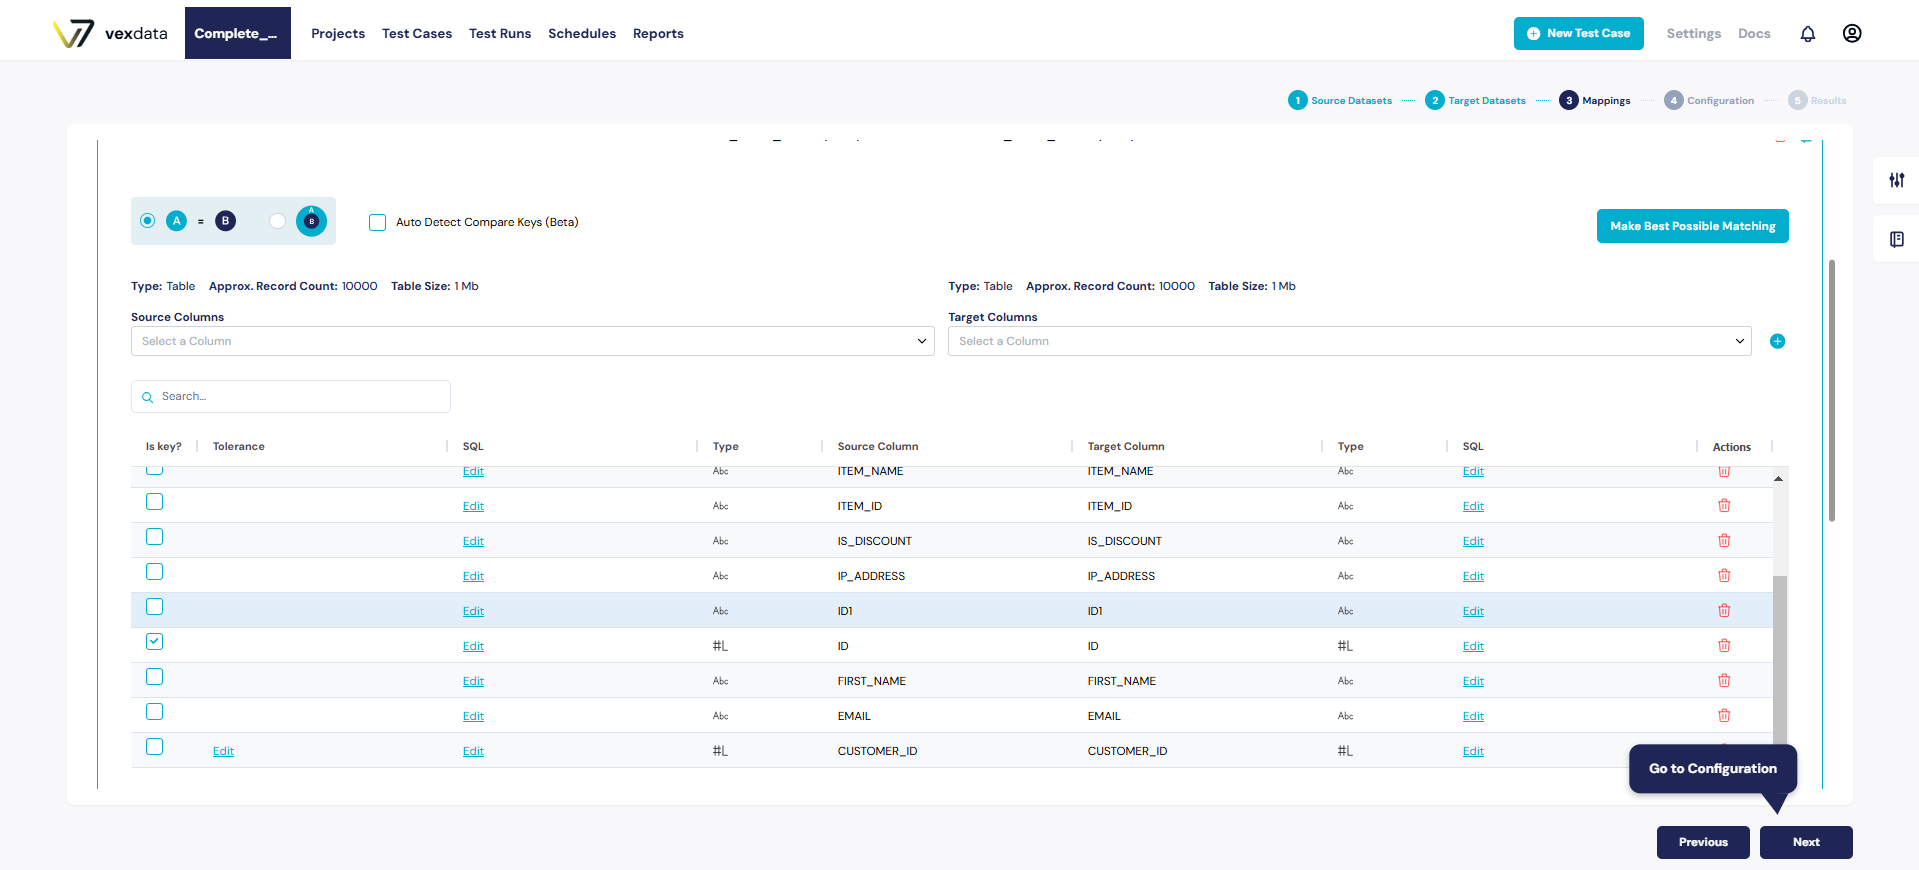 vexdata Complete_... Projects Test Cases Test Runs Schedules Reports New Test Case Settings Docs
1 Source Datasets 2 Target Datasets 3 Mappings 4 Configuration 5 Results
A = B A B Auto Detect Compare Keys (Beta) Make Best Possible Matching
Type: Table Approx. Record Count: 10000 Table Size: 1 Mb Type: Table Approx. Record Count: 10000 Table Size: 1 Mb
Source Columns Target Columns
Select a Column Select a Column
Search...
Is key? Tolerance SQL Type Source Column Target Column Type SQL Actions
Edit Abc ITEM_NAME ITEM_NAME Abc Edit
Edit Abc ITEM_ID ITEM_ID Abc Edit
Edit Abc IS_DISCOUNT IS_DISCOUNT Abc Edit
Edit Abc IP_ADDRESS IP_ADDRESS Abc Edit
Edit Abc ID1 ID1 Abc Edit
Edit #L ID ID #L Edit
Edit Abc FIRST_NAME FIRST_NAME Abc Edit
Edit Abc EMAIL EMAIL Abc Edit
Edit Edit #L CUSTOMER_ID CUSTOMER_ID #L Edit
Go to Configuration
Previous Next